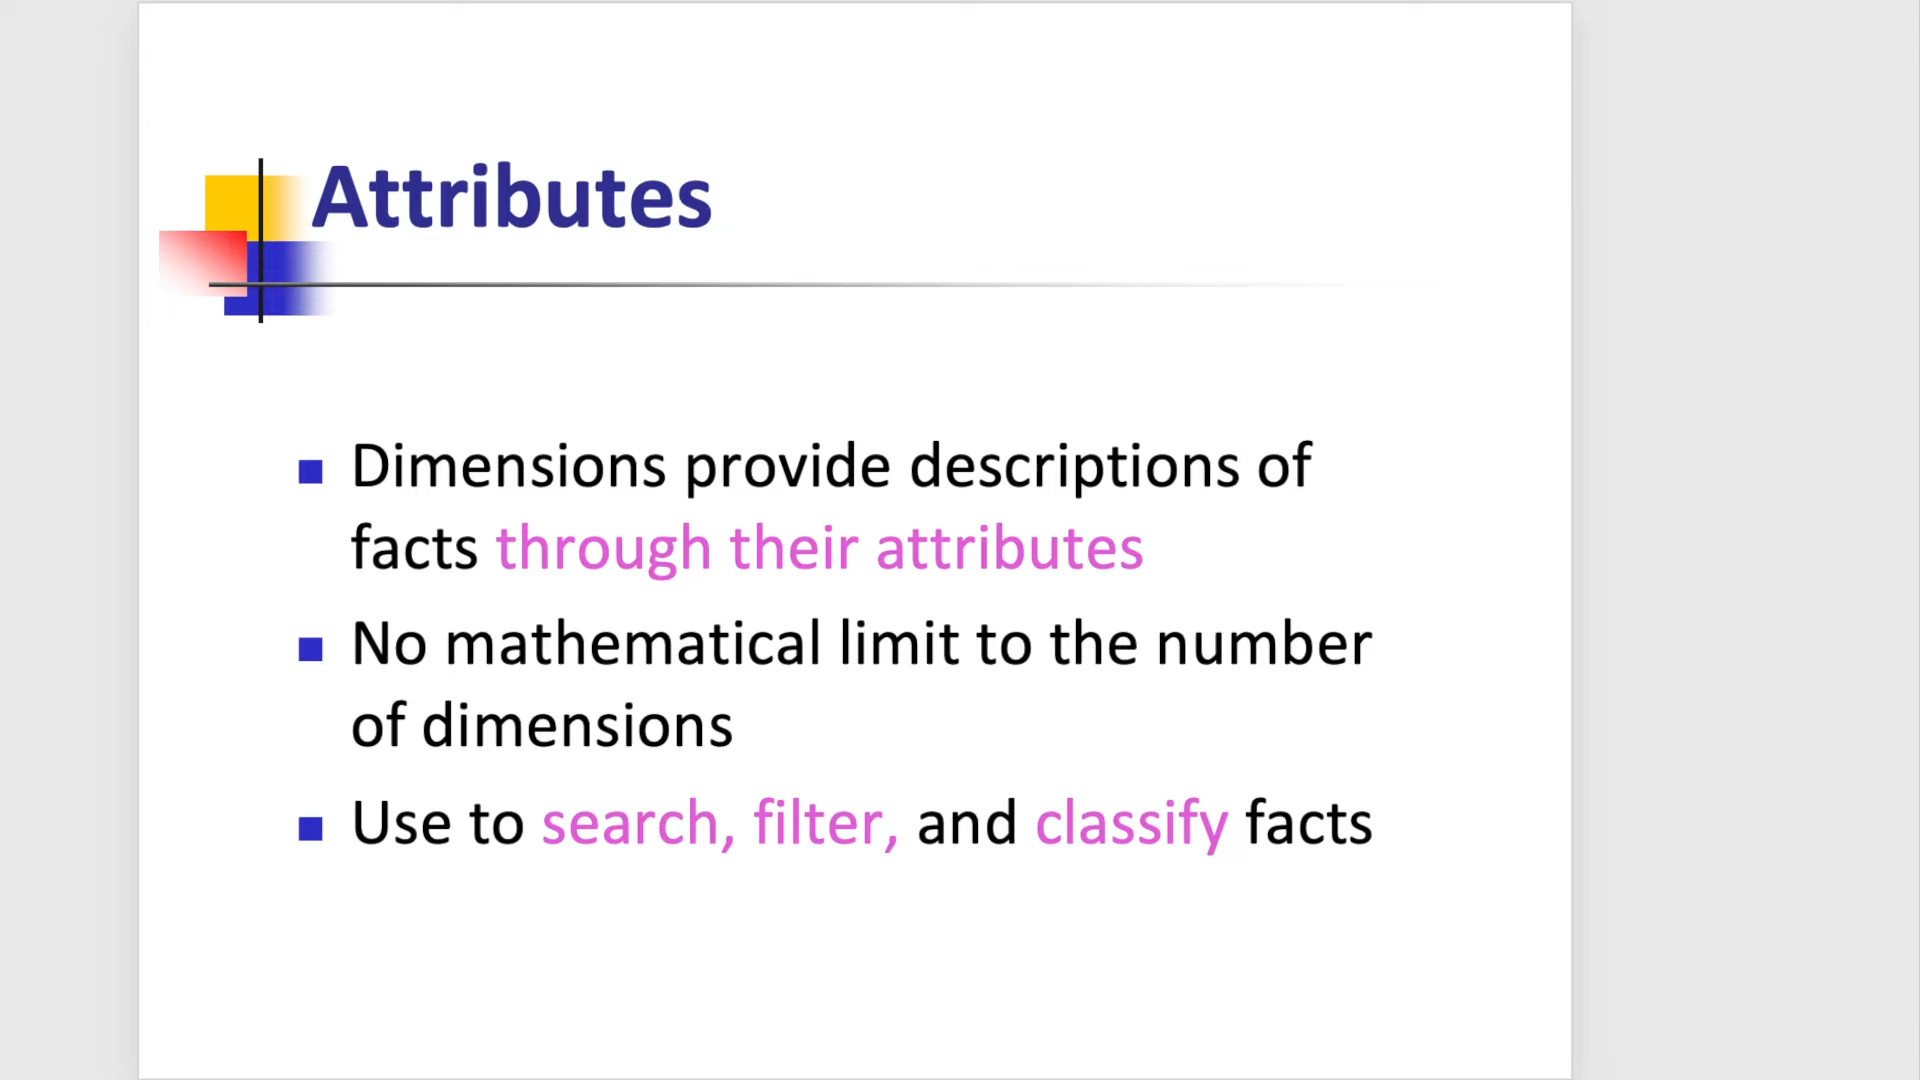 Attributes
Dimensions provide descriptions of
facts through their attributes
No mathematical limit to the number
of dimensions
Use to search, filter, and classify facts